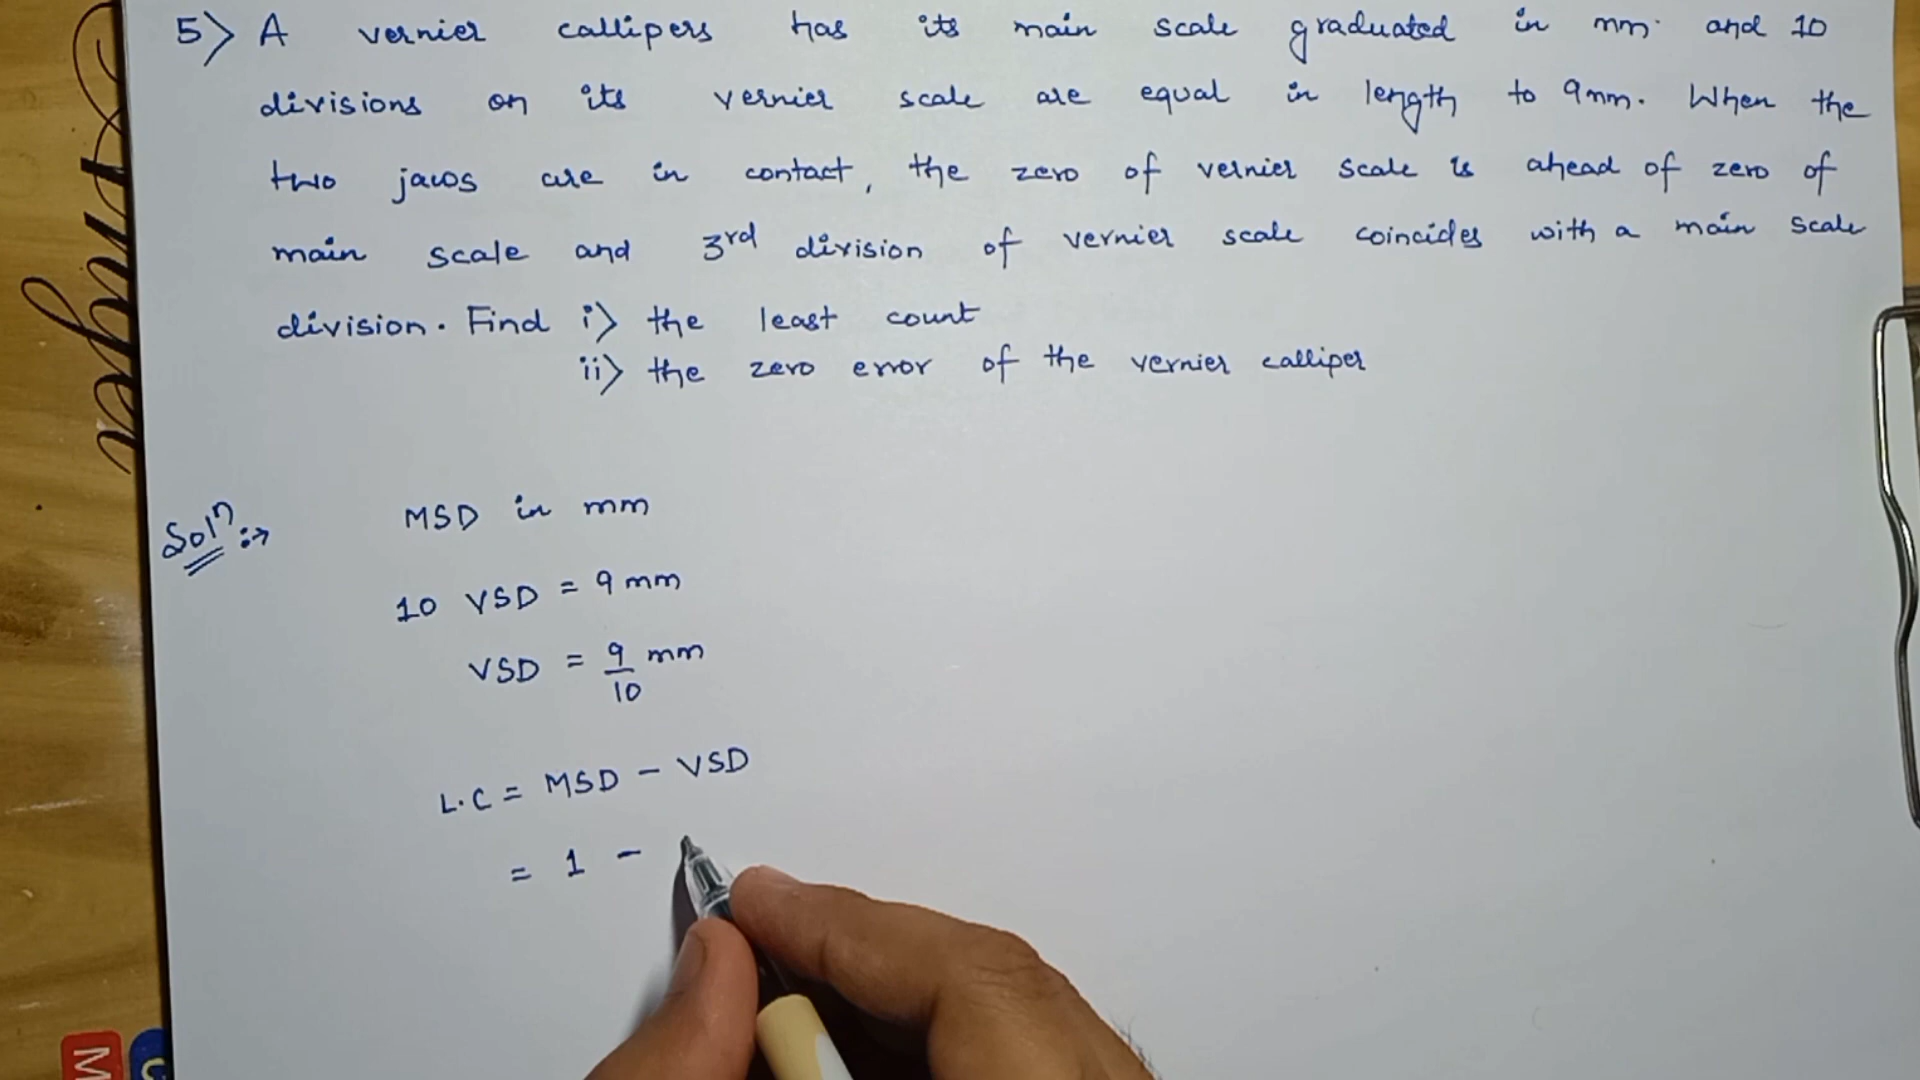 5) A vernier callipers has its main scale graduated in mm. and 10
divisions on its vernier scale are equal in length to 9mm. When the
two jaws are in contact, the zero of vernier scale is ahead of zero of
main scale and 3rd division of vernier scale coincides with a main scale
division. Find i) the least count
ii) the zero error of the vernier calliper
Soln :→
MSD in mm
10 VSD = 9 mm
VSD = 9/10 mm
L.C = MSD - VSD
= 1 -